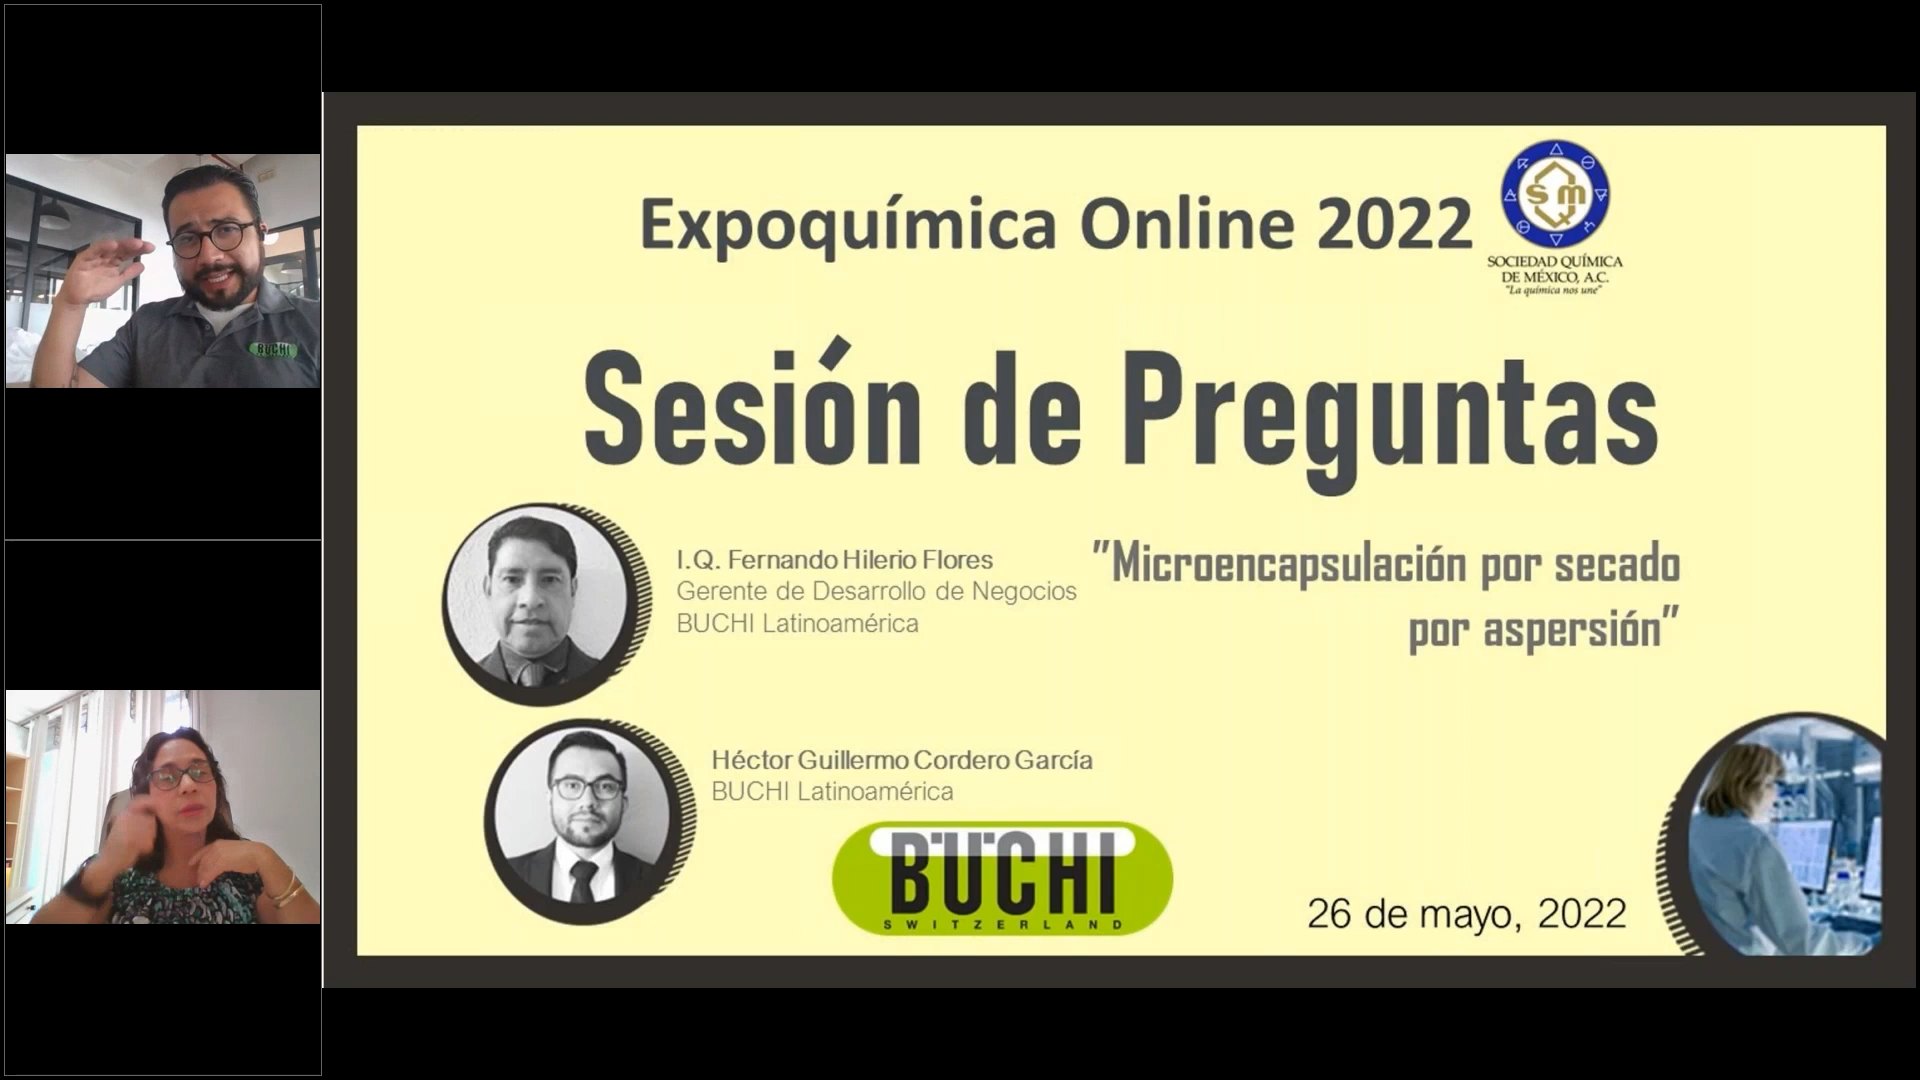 BUCHI
Expoquímica Online 2022
SQM
SOCIEDAD QUÍMICA
DE MÉXICO, A.C.
"La química nos une"
Sesión de Preguntas
I.Q. Fernando Hilerio Flores
Gerente de Desarrollo de Negocios
BUCHI Latinoamérica
"Microencapsulación por secado
por aspersión"
Héctor Guillermo Cordero García
BUCHI Latinoamérica
BÜCHI
SWITZERLAND
26 de mayo, 2022